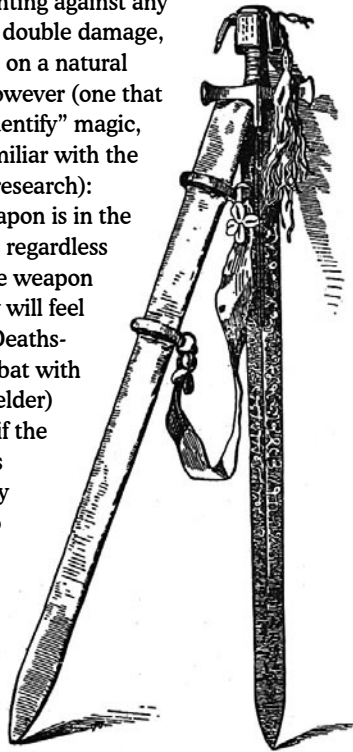 nting against any
double damage,
on a natural
owever (one that
entify” magic,
miliar with the
research):
apon is in the
regardless
e weapon
y will feel
Deaths-
bat with
elder)
if the
s
y
o